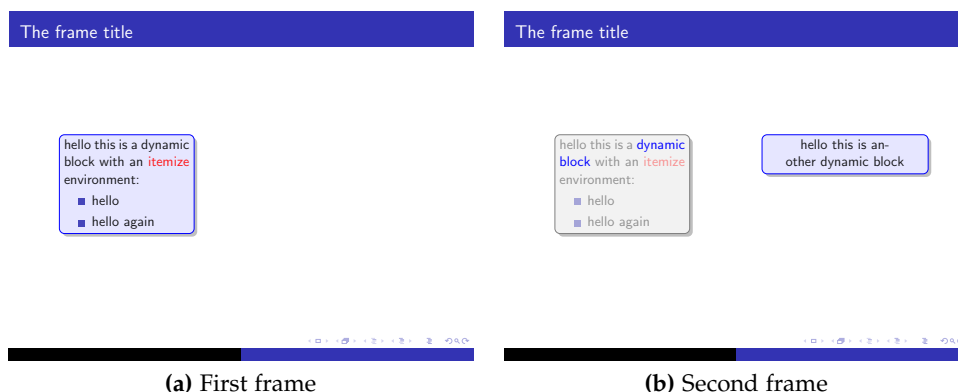 The frame title
hello this is a dynamic
block with an itemize
environment:
hello
hello again
(a) First frame
The frame title
hello this is a dynamic
block with an itemize
environment:
hello
hello again
hello this is an-
other dynamic block
(b) Second frame